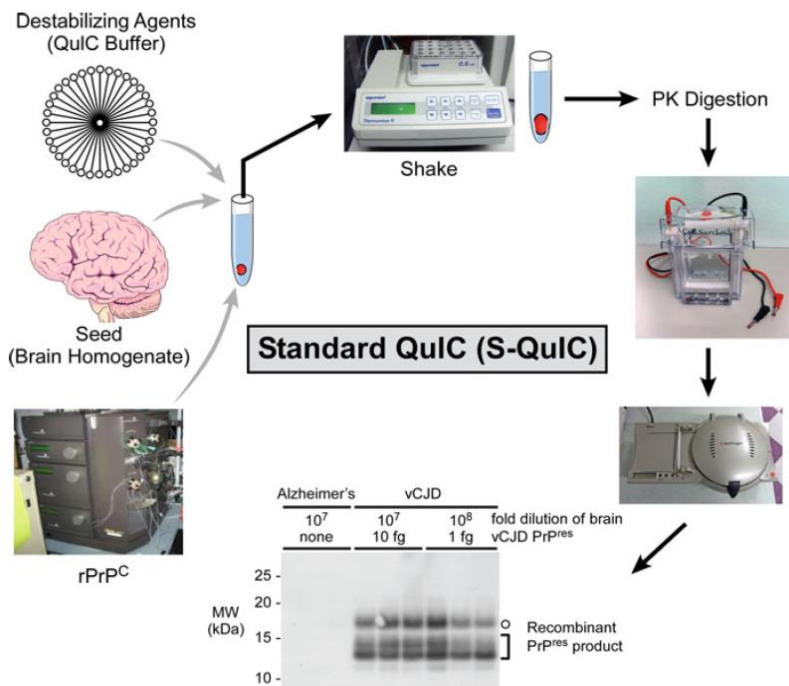 Destabilizing Agents
(QuIC Buffer)
Shake
PK Digestion
Seed
(Brain Homogenate)
Standard QuIC (S-QuIC)
rPrPC
Alzheimer's vCJD
10⁷ 10⁷ 10⁸ fold dilution of brain
none 10 fg 1 fg vCJD PrPres
MW
(kDa)
25 -
20 -
15 -
10 -
Recombinant
PrPres product